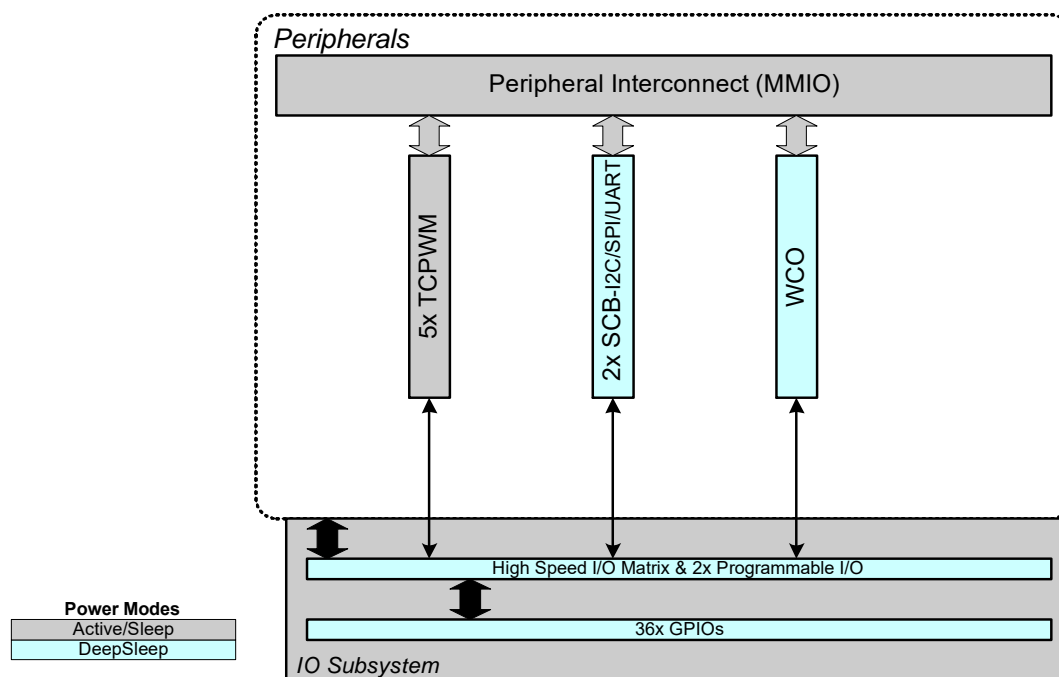 Peripherals
Peripheral Interconnect (MMIO)
5x TCPWM
2x SCB-I2C/SPI/UART
WCO
High Speed I/O Matrix & 2x Programmable I/O
36x GPIOs
IO Subsystem
Power Modes
Active/Sleep
DeepSleep